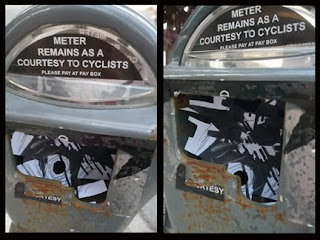 METER
REMAINS AS A
COURTESY TO CYCLISTS
PLEASE PAY AT PAY BOX
METER
REMAINS AS A
COURTESY TO CYCLISTS
PLEASE PAY AT PAY BOX
COURTESY